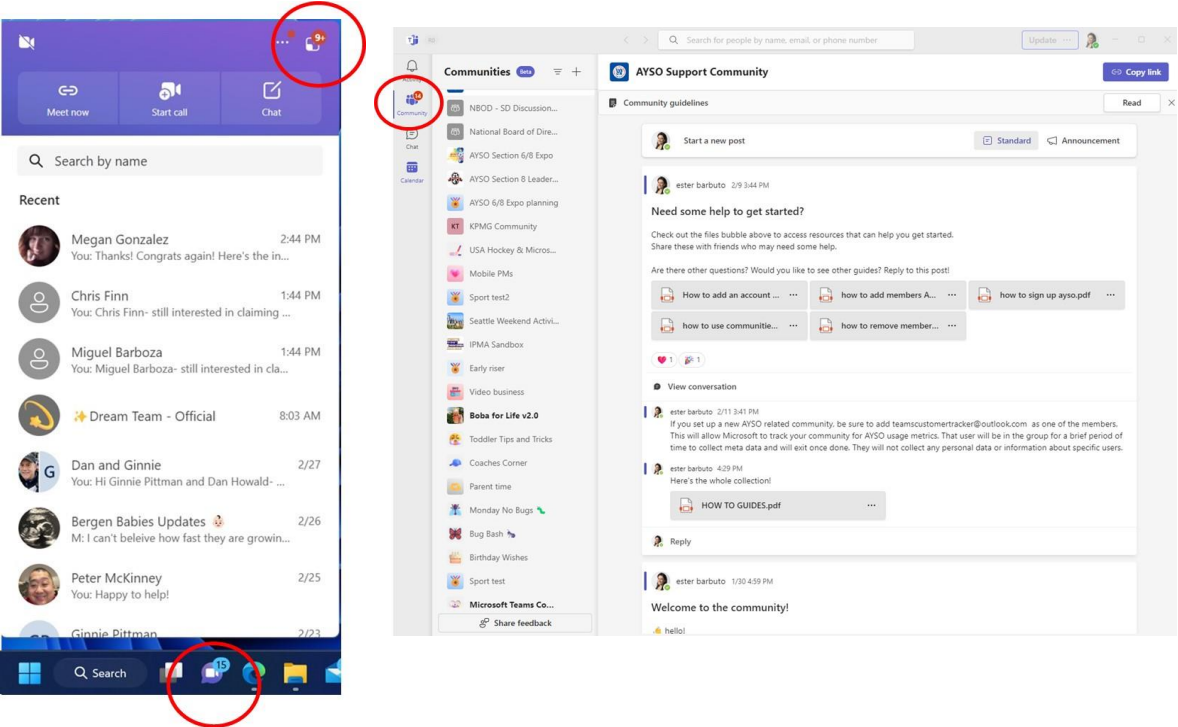 9+
Meet now
Start call
Chat
Search by name
Recent
Megan Gonzalez 2:44 PM
You: Thanks! Congrats again! Here's the in...
Chris Finn 1:44 PM
You: Chris Finn- still interested in claiming ...
Miguel Barboza 1:44 PM
You: Miguel Barboza- still interested in cla...
✨Dream Team - Official 8:03 AM
G
Dan and Ginnie 2/27
You: Hi Ginnie Pittman and Dan Howald- ...
Bergen Babies Updates 2/26
M: I can't beleive how fast they are growin...
Peter McKinney 2/25
You: Happy to help!
Ginnie Pittman 2/23
Search
15
Search for people by name, email, or phone number
Update ...
Activity
14
Community
Chat
Calendar
Communities Beta
NBOD - SD Discussion...
National Board of Dire...
AYSO Section 6/8 Expo
AYSO Section 8 Leader...
AYSO 6/8 Expo planning
KT KPMG Community
USA Hockey & Micros...
Mobile PMs
Sport test2
Seattle Weekend Activi...
IPMA Sandbox
Early riser
Video business
Boba for Life v2.0
Toddler Tips and Tricks
Coaches Corner
Parent time
Monday No Bugs
Bug Bash
Birthday Wishes
Sport test
Microsoft Teams Co...
Share feedback
AYSO Support Community
Copy link
Community guidelines
Read
Start a new post
Standard
Announcement
ester barbuto 2/9 3:44 PM
Need some help to get started?
Check out the files bubble above to access resources that can help you get started.
Share these with friends who may need some help.
Are there other questions? Would you like to see other guides? Reply to this post!
How to add an account ... ...
how to add members A... ...
how to sign up ayso.pdf ...
how to use communitie... ...
how to remove member... ...
1
1
View conversation
ester barbuto 2/11 3:41 PM
If you set up a new AYSO related community, be sure to add teamscustomertracker@outlook.com as one of the members.
This will allow Microsoft to track your community for AYSO usage metrics. That user will be in the group for a brief period of
time to collect meta data and will exit once done. They will not collect any personal data or information about specific users.
ester barbuto 4:29 PM
Here's the whole collection!
HOW TO GUIDES.pdf ...
Reply
ester barbuto 1/30 4:59 PM
Welcome to the community!
👋 hello!